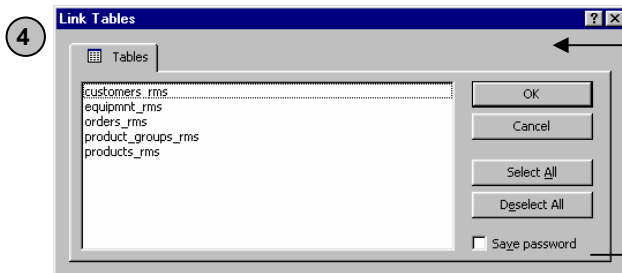 4
Link Tables
Tables
customers_rms
equipmnt_rms
orders_rms
product_groups_rms
products_rms
OK
Cancel
Select All
Deselect All
Save password